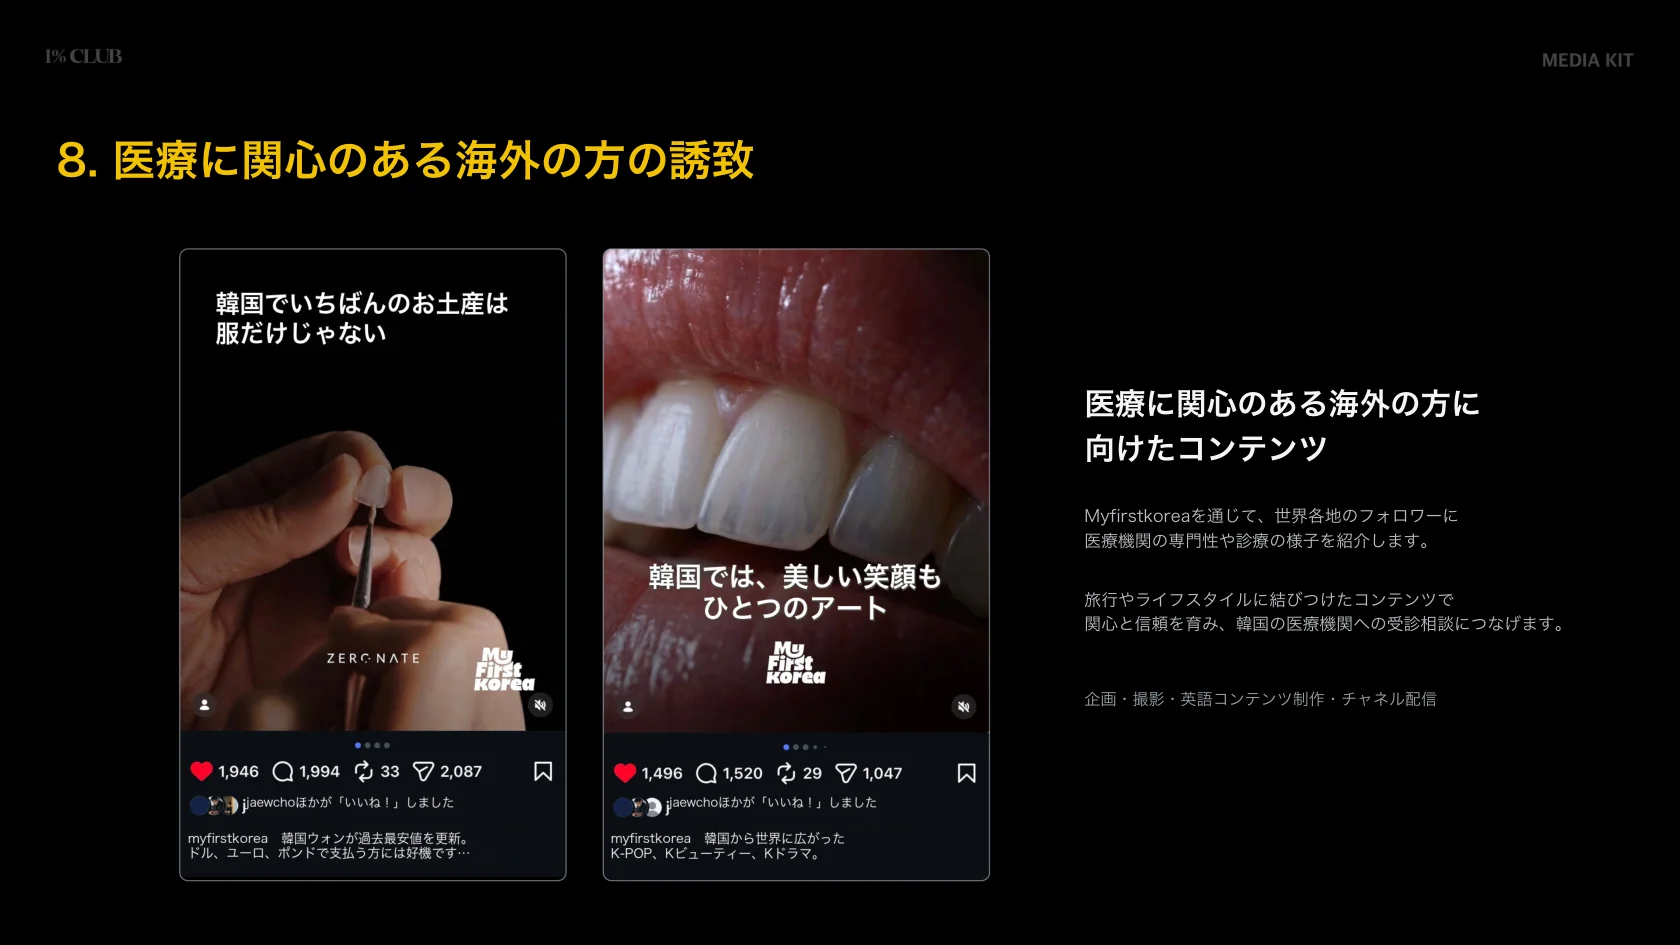 1% CLUB
MEDIA KIT
8. 医療に関心のある海外の方の誘致
韓国でいちばんのお土産は
服だけじゃない
ZERONATE
My
First
Korea
1,946 1,994 33 2,087
jaewchoほかが「いいね！」しました
myfirstkorea 韓国ウォンが過去最安値を更新。
ドル、ユーロ、ポンドで支払う方には好機です…
韓国では、美しい笑顔も
ひとつのアート
My
First
Korea
1,496 1,520 29 1,047
jaewchoほかが「いいね！」しました
myfirstkorea 韓国から世界に広がった
K-POP、Kビューティー、Kドラマ。
医療に関心のある海外の方に
向けたコンテンツ
Myfirstkoreaを通じて、世界各地のフォロワーに
医療機関の専門性や診療の様子を紹介します。
旅行やライフスタイルに結びつけたコンテンツで
関心と信頼を育み、韓国の医療機関への受診相談につなげます。
企画・撮影・英語コンテンツ制作・チャネル配信